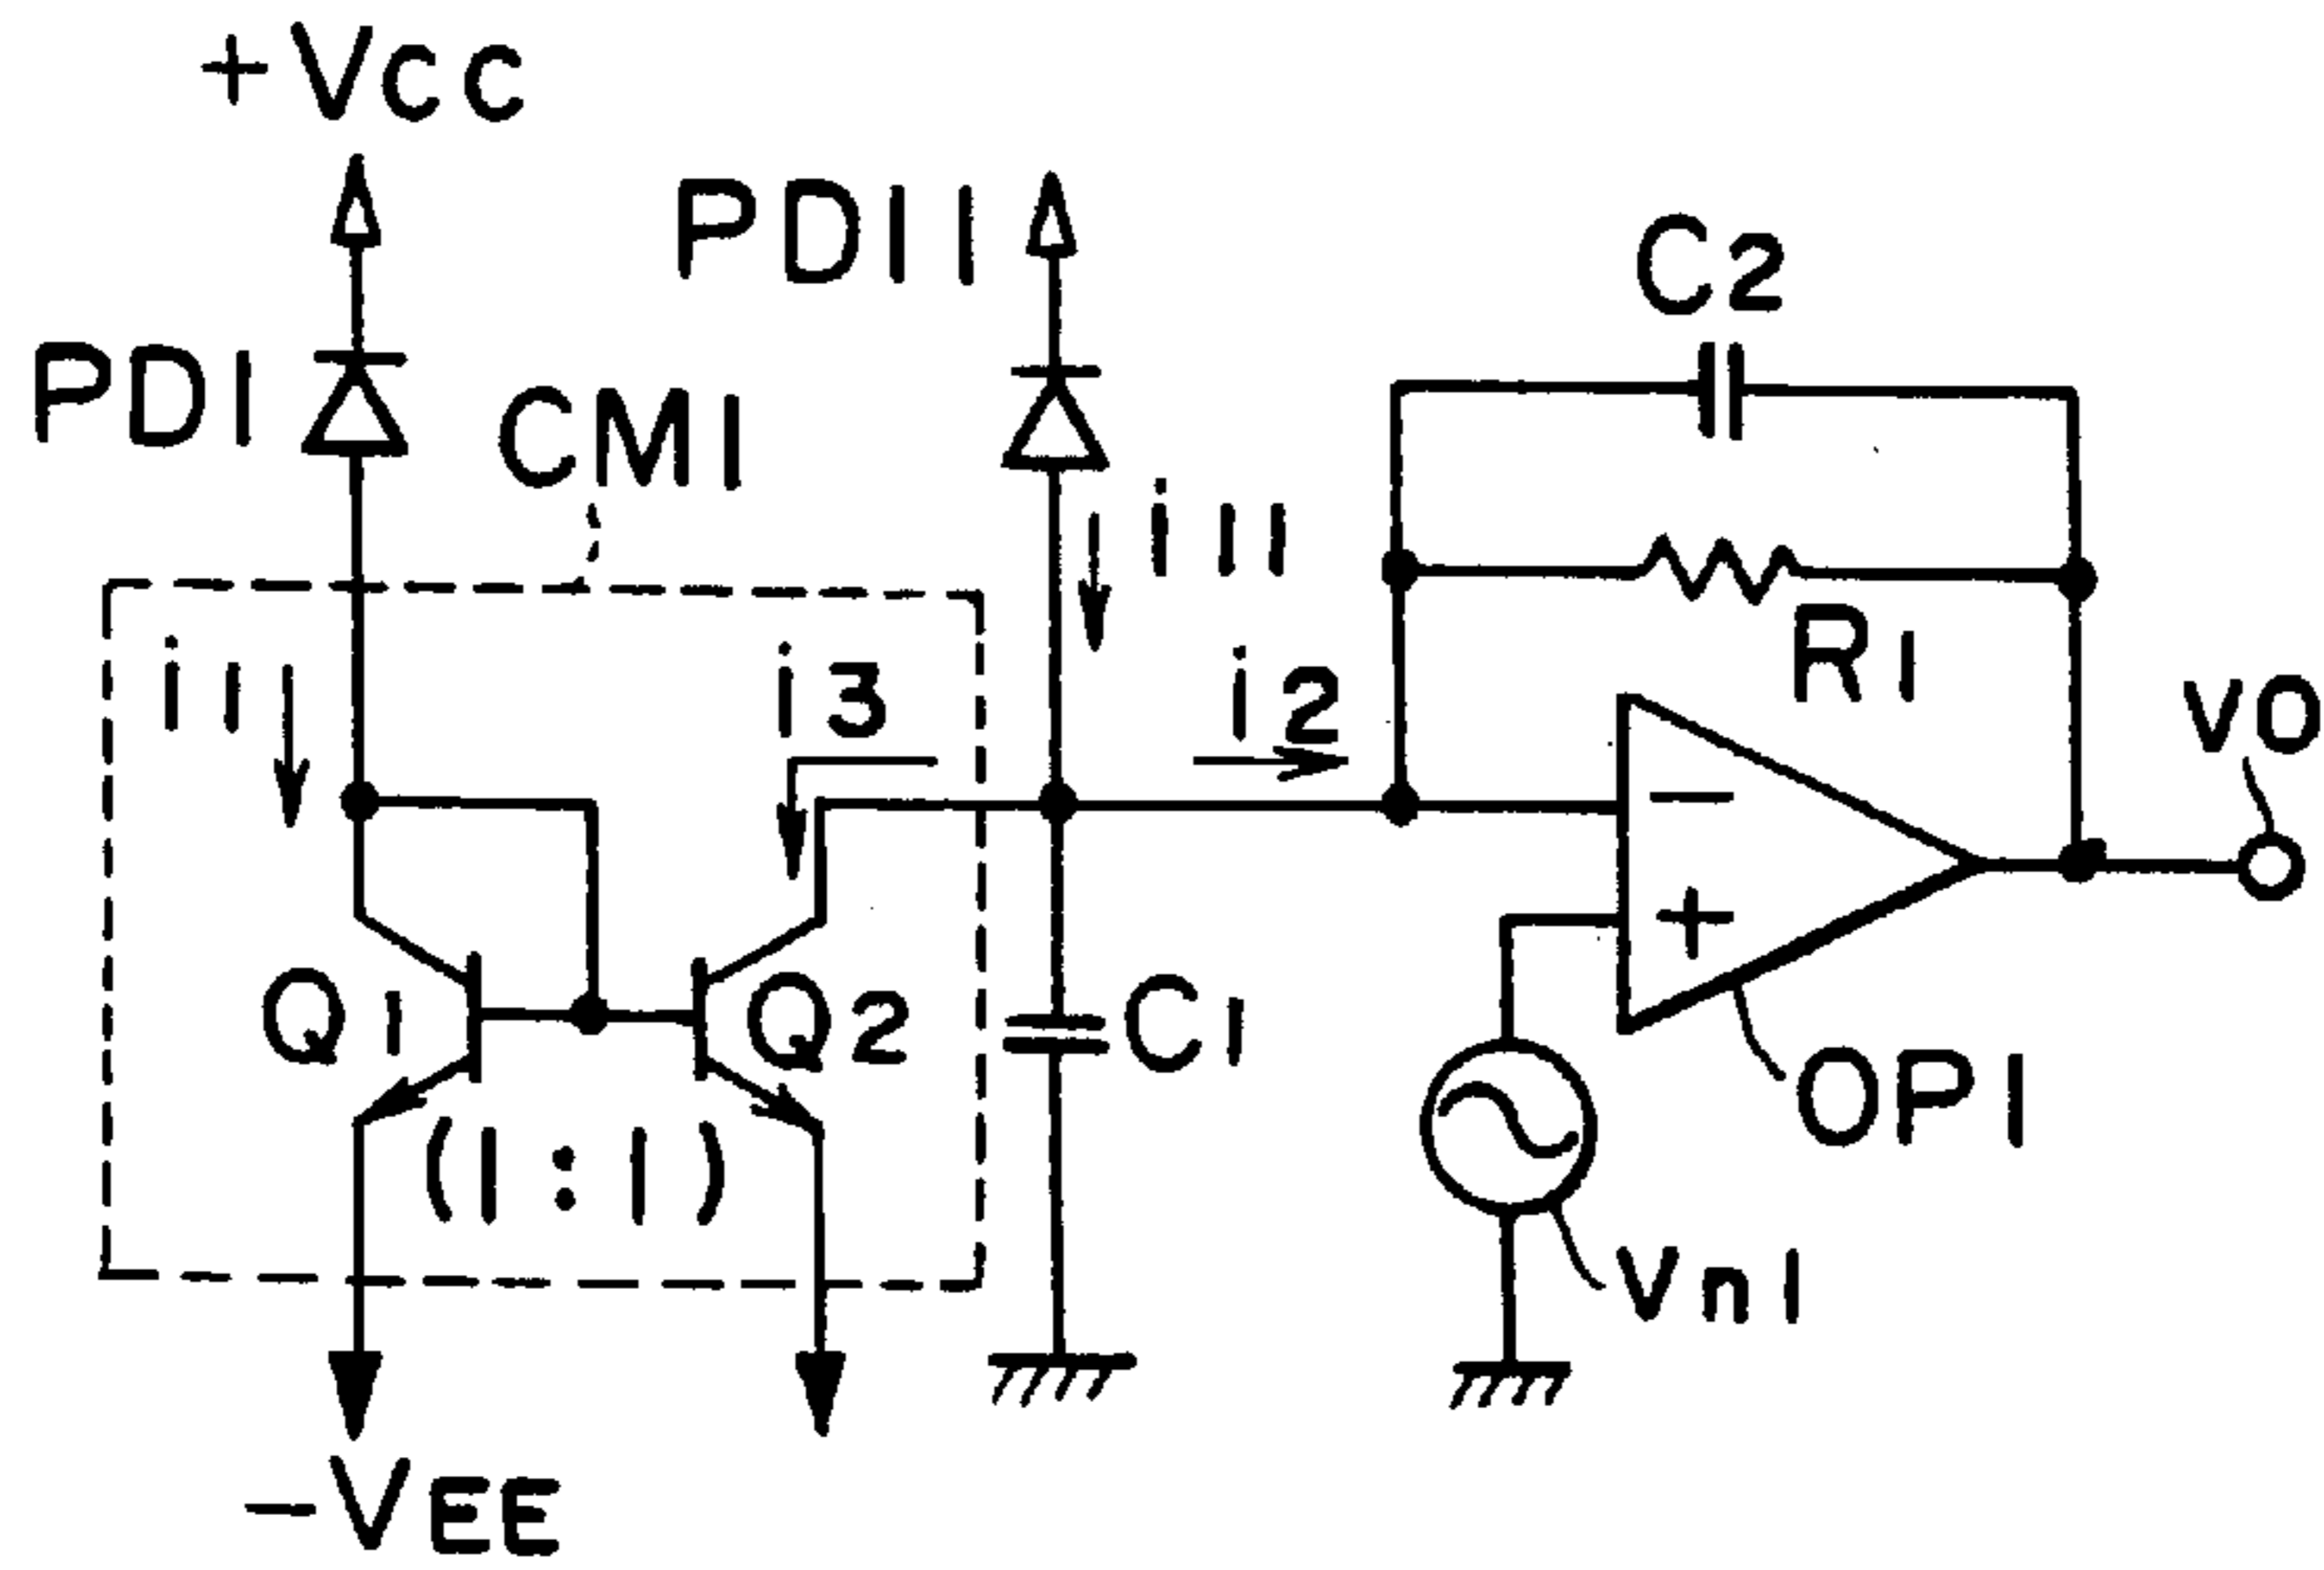 +Vcc
PD11
C2
PD1
CM1
i11
R1
i1
i3
i2
vo
−
+
Q1
Q2
C1
OP1
(1:1)
Vn1
−VEE